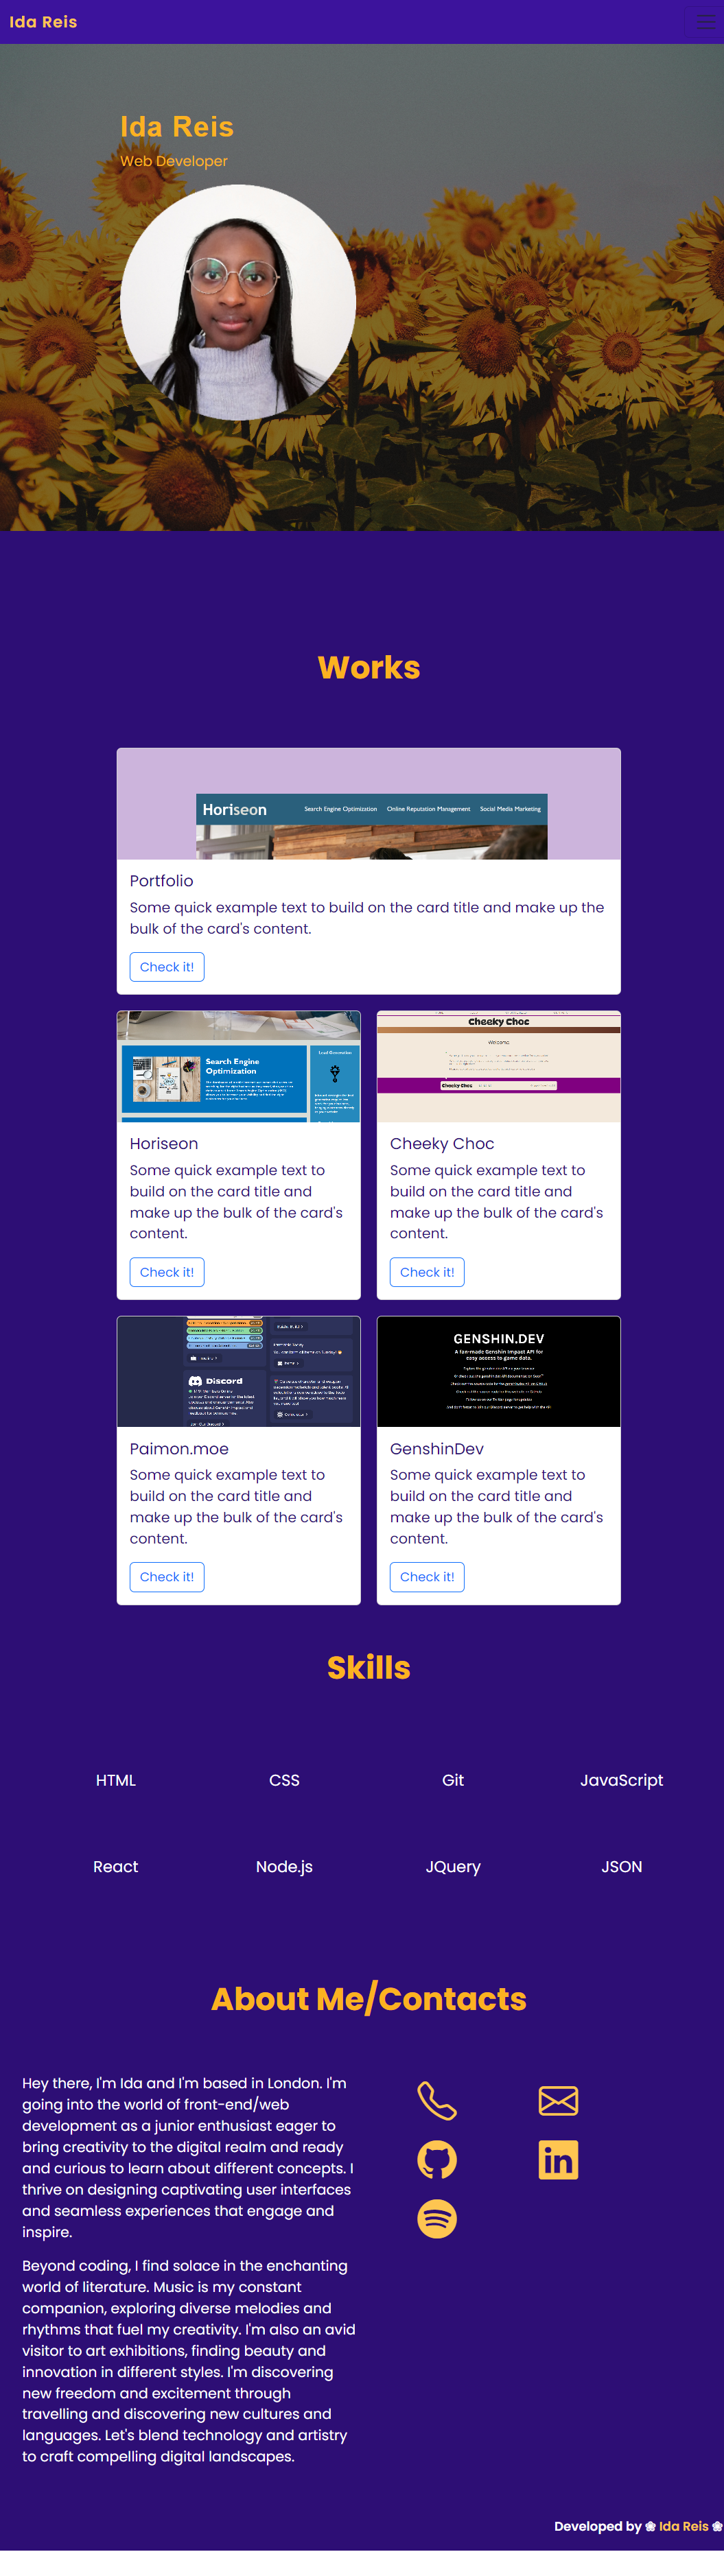 Ida Reis
Ida Reis
Web Developer
Works
Horiseon
Search Engine Optimization Online Reputation Management Social Media Marketing
Portfolio
Some quick example text to build on the card title and make up the
bulk of the card's content.
Check it!
Search Engine
Optimization
Lead Generation
Horiseon
Some quick example text to
build on the card title and
make up the bulk of the card's
content.
Check it!
Cheeky Choc
Welcome
Cheeky Choc
Cheeky Choc
Some quick example text to
build on the card title and
make up the bulk of the card's
content.
Check it!
Discord
Paimon.moe
Some quick example text to
build on the card title and
make up the bulk of the card's
content.
Check it!
GENSHIN.DEV
A fan-made Genshin Impact API for
easy access to game data.
GenshinDev
Some quick example text to
build on the card title and
make up the bulk of the card's
content.
Check it!
Skills
HTML CSS Git JavaScript
React Node.js JQuery JSON
About Me/Contacts
Hey there, I'm Ida and I'm based in London. I'm
going into the world of front-end/web
development as a junior enthusiast eager to
bring creativity to the digital realm and ready
and curious to learn about different concepts. I
thrive on designing captivating user interfaces
and seamless experiences that engage and
inspire.
Beyond coding, I find solace in the enchanting
world of literature. Music is my constant
companion, exploring diverse melodies and
rhythms that fuel my creativity. I'm also an avid
visitor to art exhibitions, finding beauty and
innovation in different styles. I'm discovering
new freedom and excitement through
travelling and discovering new cultures and
languages. Let's blend technology and artistry
to craft compelling digital landscapes.
in
Developed by ❀ Ida Reis ❀